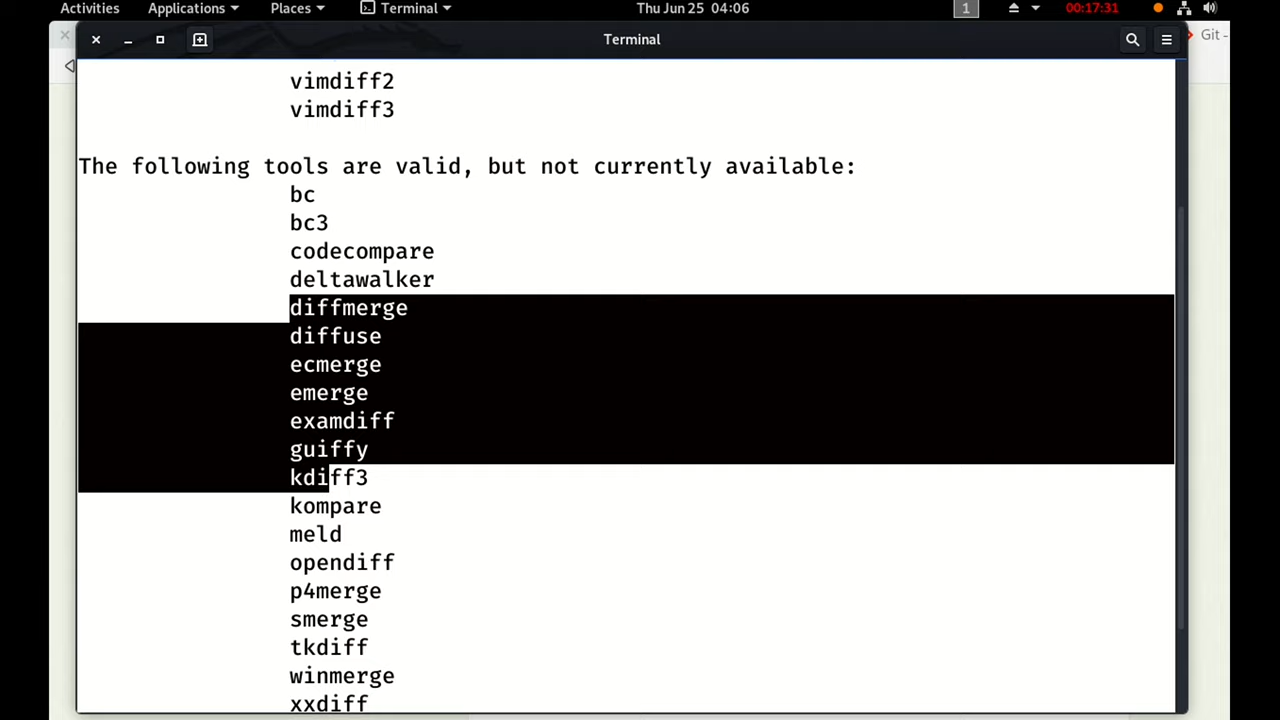 Activities Applications Places Terminal Thu Jun 25 04:06 1 00:17:31
Terminal
Git -
vimdiff2
vimdiff3
The following tools are valid, but not currently available:
bc
bc3
codecompare
deltawalker
diffmerge
diffuse
ecmerge
emerge
examdiff
guiffy
kdiff3
kompare
meld
opendiff
p4merge
smerge
tkdiff
winmerge
xxdiff